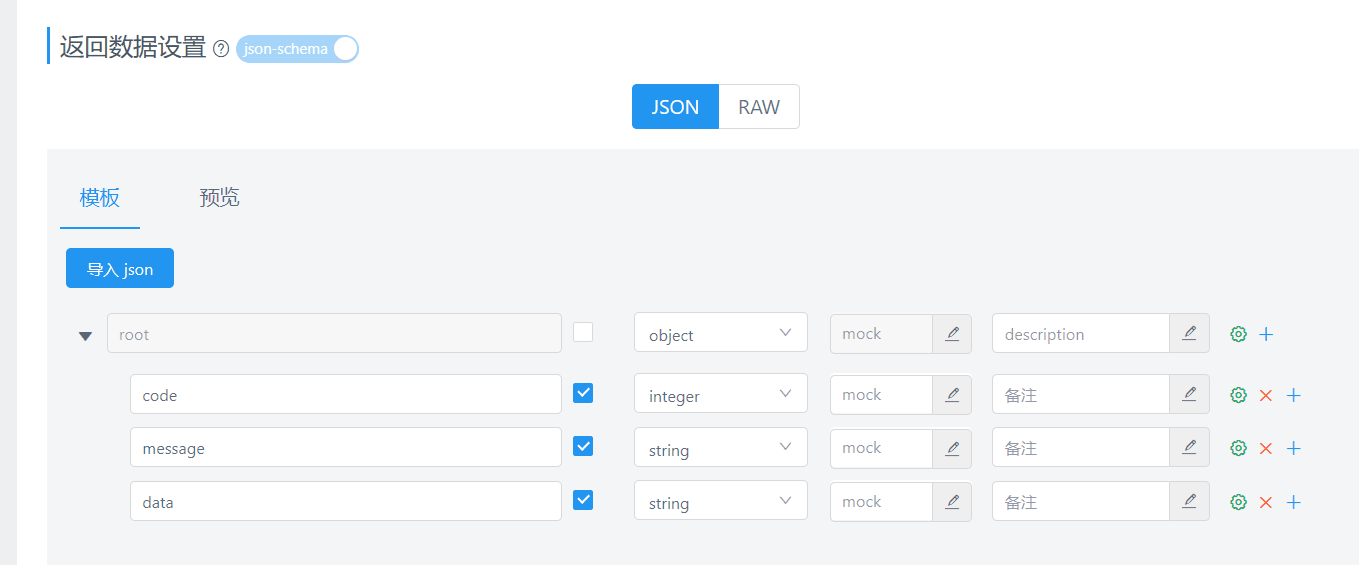 返回数据设置 json-schema
JSON RAW
模板 预览
导入 json
root object mock description
code integer mock 备注
message string mock 备注
data string mock 备注